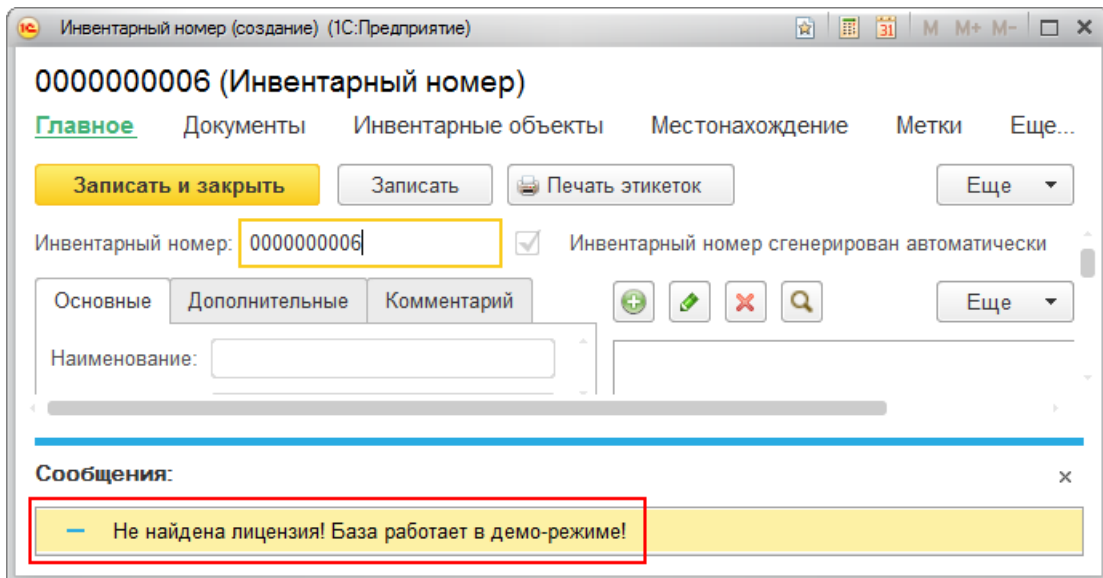 1С Инвентарный номер (создание) (1С:Предприятие) 31 M M+ M-
0000000006 (Инвентарный номер)
Главное Документы Инвентарные объекты Местонахождение Метки Еще...
Записать и закрыть Записать Печать этикеток Еще
Инвентарный номер: 0000000006 Инвентарный номер сгенерирован автоматически
Основные Дополнительные Комментарий Еще
Наименование:
Сообщения:
Не найдена лицензия! База работает в демо-режиме!